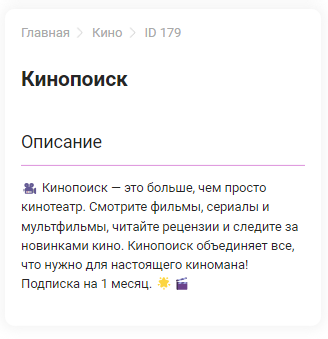 Главная > Кино > ID 179
Кинопоиск
Описание
🎥 Кинопоиск — это больше, чем просто
кинотеатр. Смотрите фильмы, сериалы и
мультфильмы, читайте рецензии и следите за
новинками кино. Кинопоиск объединяет все,
что нужно для настоящего киномана!
Подписка на 1 месяц. 🌟 🎬